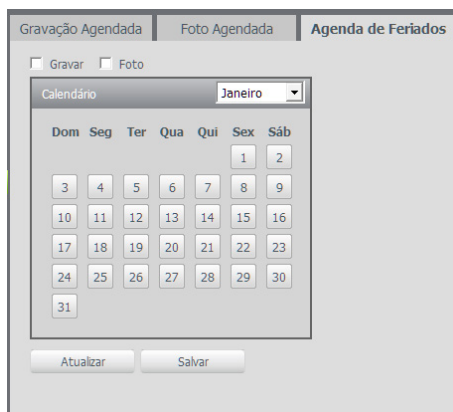 Gravação Agendada Foto Agendada Agenda de Feriados
Gravar Foto
Calendário Janeiro
Dom Seg Ter Qua Qui Sex Sáb
1 2
3 4 5 6 7 8 9
10 11 12 13 14 15 16
17 18 19 20 21 22 23
24 25 26 27 28 29 30
31
Atualizar Salvar